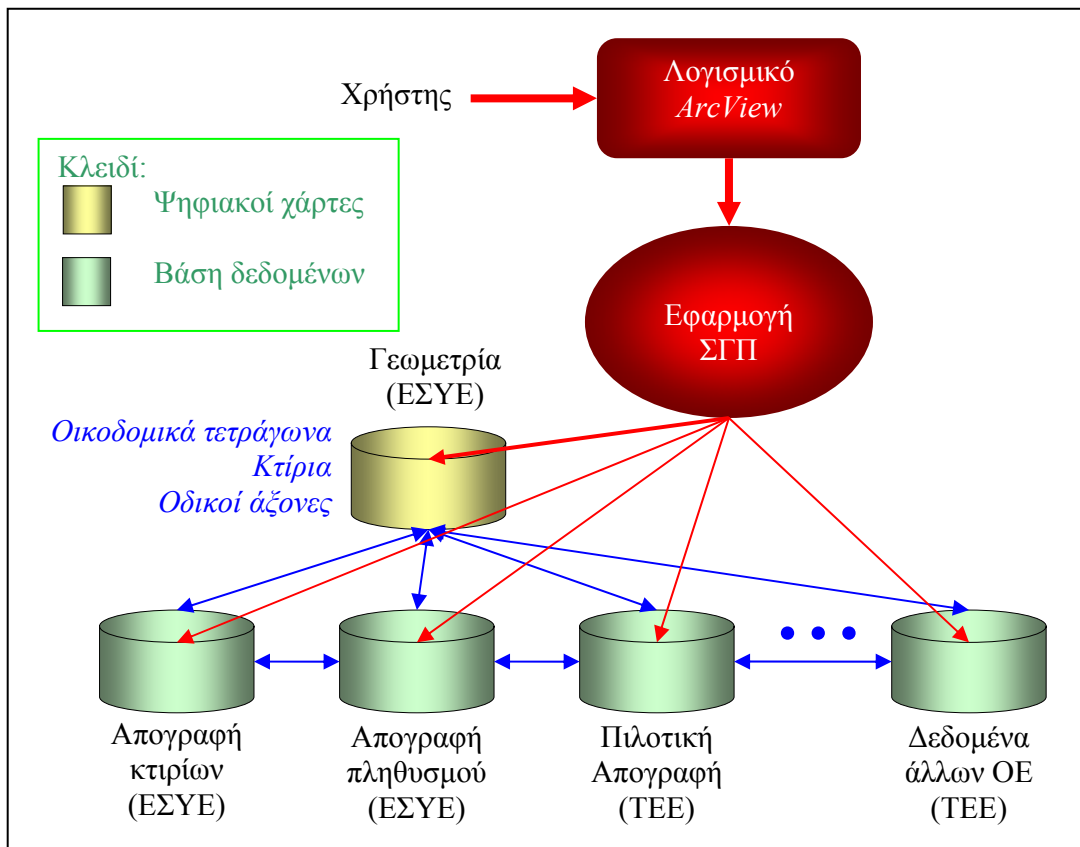 Χρήστης
Λογισμικό
ArcView
Κλειδί:
Ψηφιακοί χάρτες
Βάση δεδομένων
Εφαρμογή
ΣΓΠ
Γεωμετρία
(ΕΣΥΕ)
Οικοδομικά τετράγωνα
Κτίρια
Οδικοί άξονες
Απογραφή
κτιρίων
(ΕΣΥΕ)
Απογραφή
πληθυσμού
(ΕΣΥΕ)
Πιλοτική
Απογραφή
(ΤΕΕ)
Δεδομένα
άλλων ΟΕ
(ΤΕΕ)